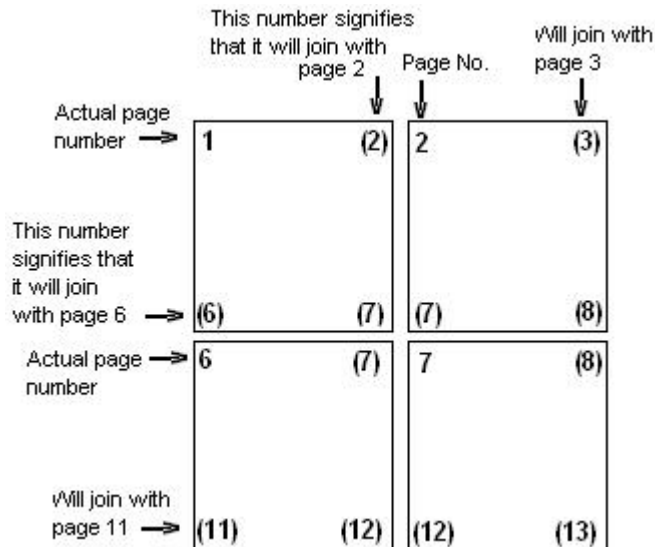 This number signifies
that it will join with
page 2
Page No.
Will join with
page 3
Actual page
number
1 (2)
2 (3)
This number
signifies that
it will join
with page 6
(6) (7)
(7) (8)
Actual page
number
6 (7)
7 (8)
Will join with
page 11
(11) (12)
(12) (13)